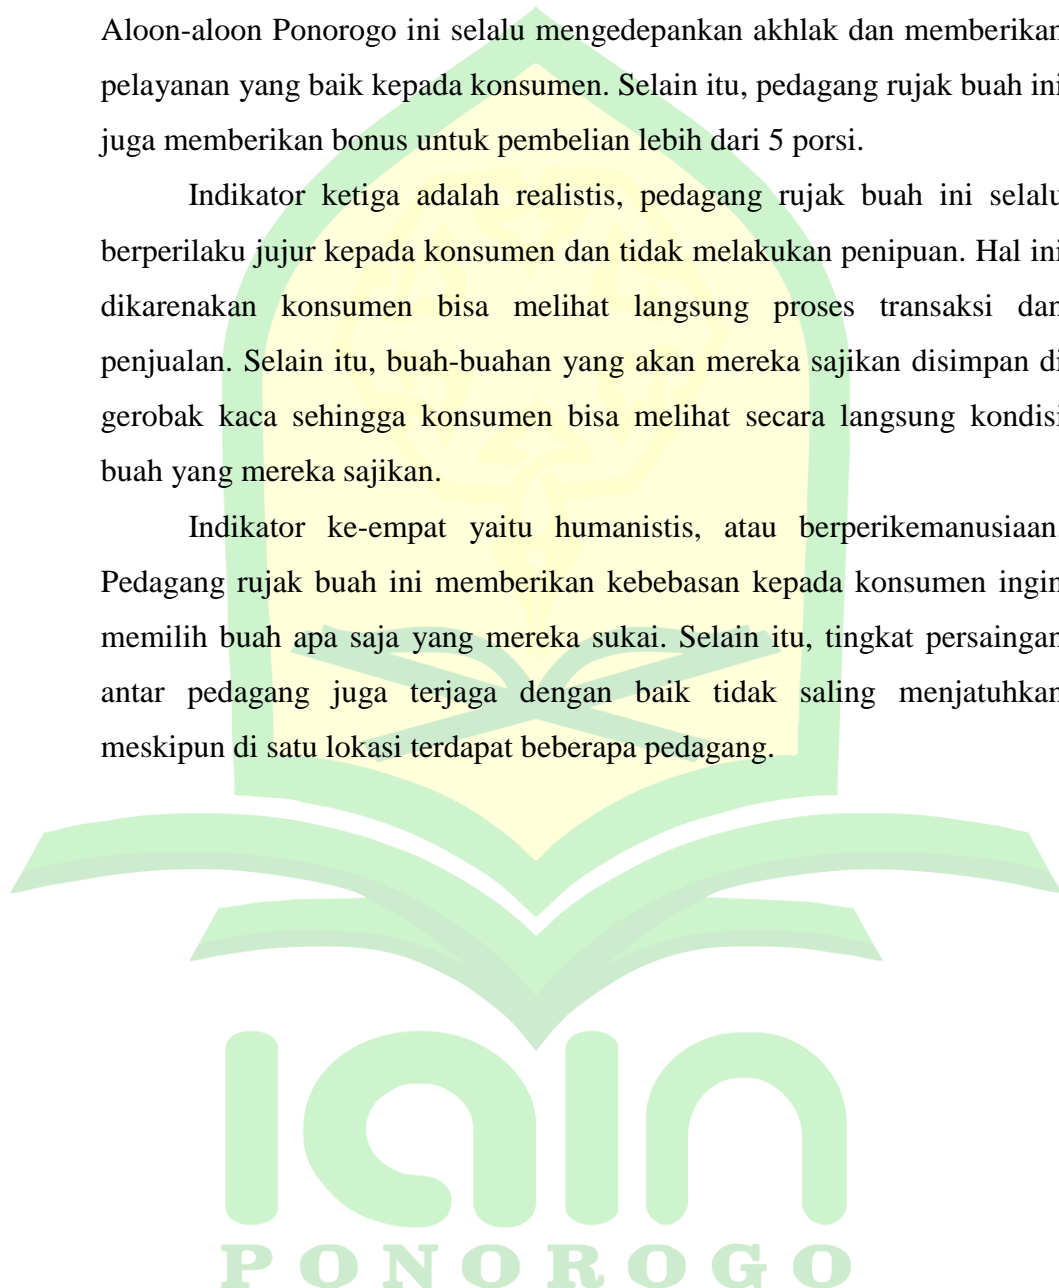 Aloon-aloon Ponorogo ini selalu mengedepankan akhlak dan memberikan
pelayanan yang baik kepada konsumen. Selain itu, pedagang rujak buah ini
juga memberikan bonus untuk pembelian lebih dari 5 porsi.
Indikator ketiga adalah realistis, pedagang rujak buah ini selalu
berperilaku jujur kepada konsumen dan tidak melakukan penipuan. Hal ini
dikarenakan konsumen bisa melihat langsung proses transaksi dan
penjualan. Selain itu, buah-buahan yang akan mereka sajikan disimpan di
gerobak kaca sehingga konsumen bisa melihat secara langsung kondisi
buah yang mereka sajikan.
Indikator ke-empat yaitu humanistis, atau berperikemanusiaan.
Pedagang rujak buah ini memberikan kebebasan kepada konsumen ingin
memilih buah apa saja yang mereka sukai. Selain itu, tingkat persaingan
antar pedagang juga terjaga dengan baik tidak saling menjatuhkan
meskipun di satu lokasi terdapat beberapa pedagang.
iain
PONOROGO